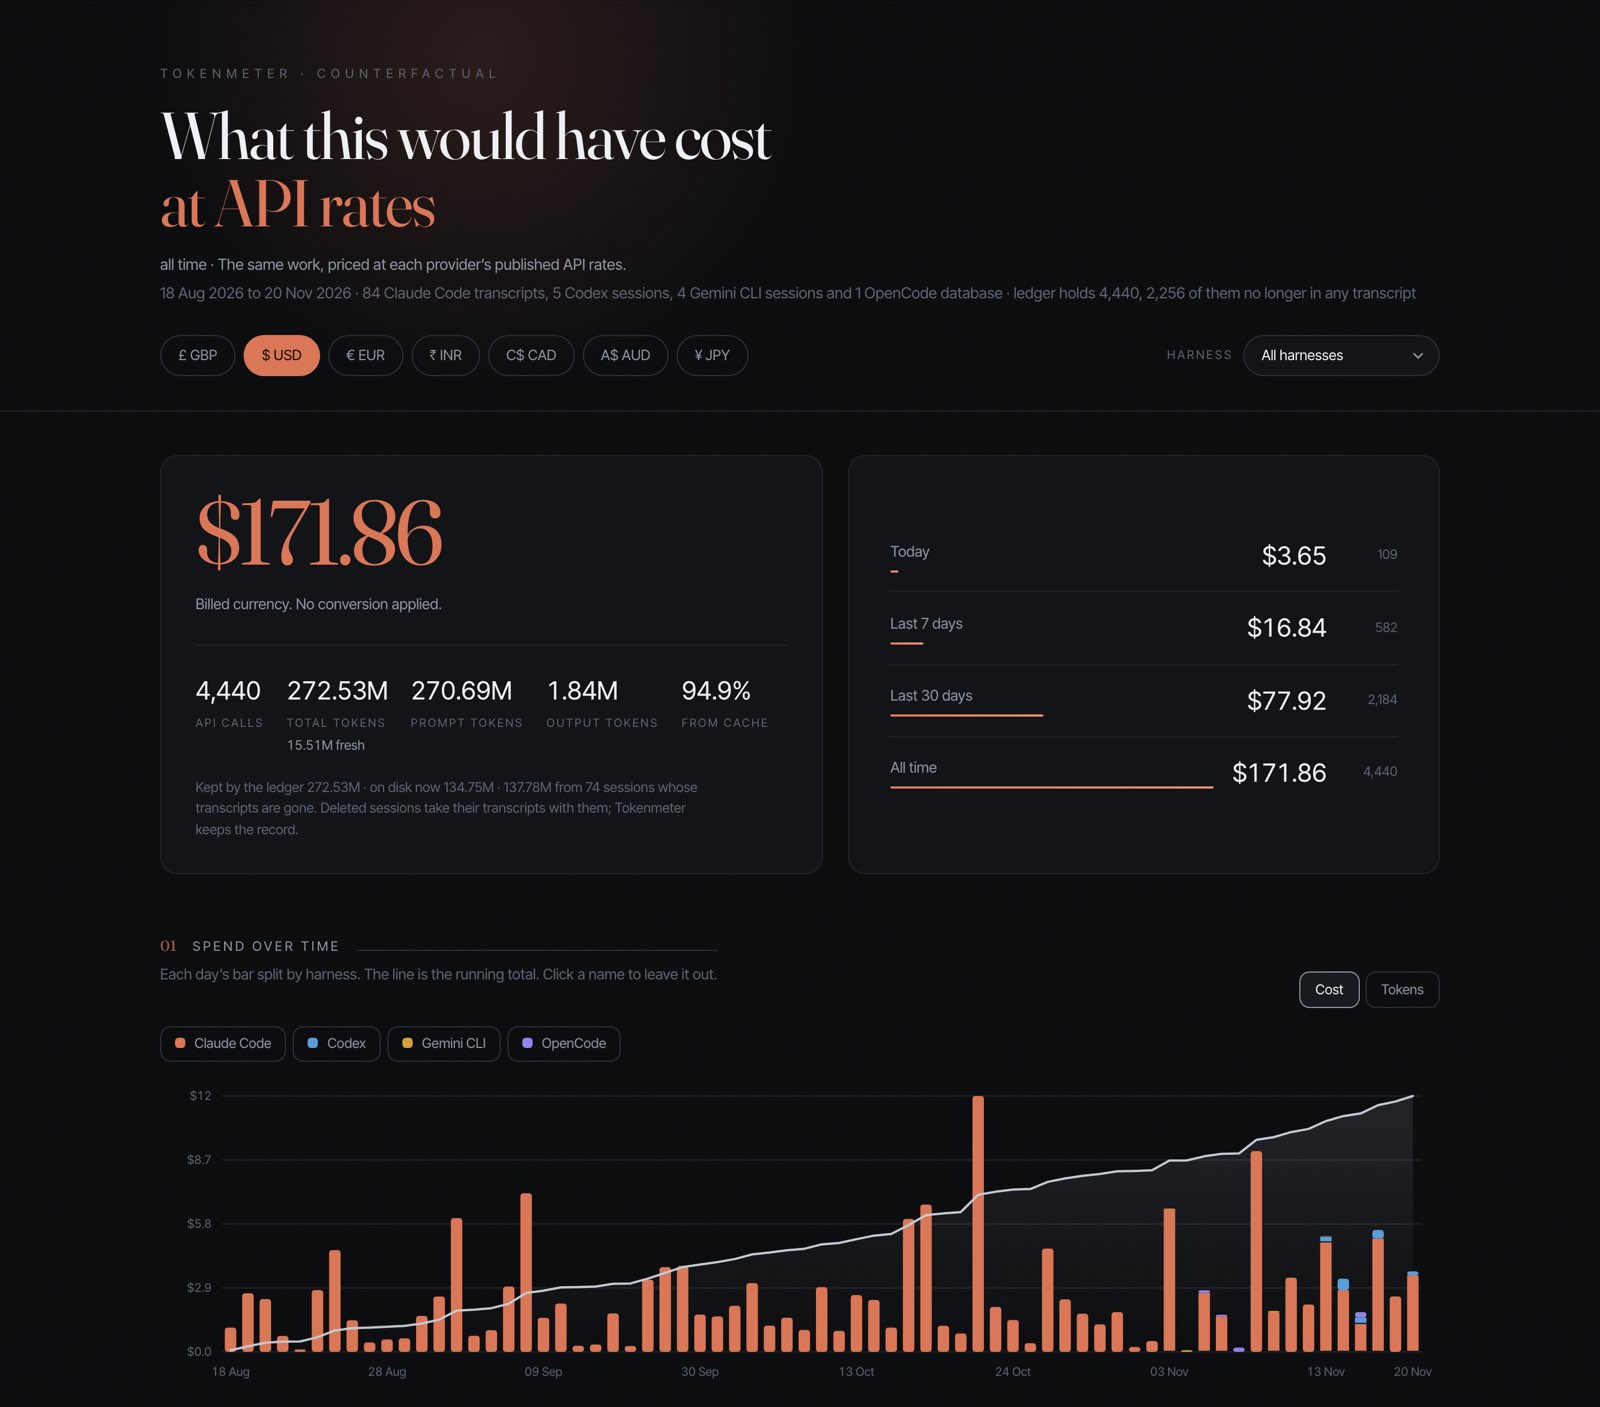 TOKENMETER · COUNTERFACTUAL
What this would have cost
at API rates
all time · The same work, priced at each provider’s published API rates.
18 Aug 2026 to 20 Nov 2026 · 84 Claude Code transcripts, 5 Codex sessions, 4 Gemini CLI sessions and 1 OpenCode database · ledger holds 4,440, 2,256 of them no longer in any transcript
£ GBP
$ USD
€ EUR
₹ INR
C$ CAD
A$ AUD
¥ JPY
HARNESS
All harnesses
$171.86
Billed currency. No conversion applied.
4,440
API CALLS
272.53M
TOTAL TOKENS
15.51M fresh
270.69M
PROMPT TOKENS
1.84M
OUTPUT TOKENS
94.9%
FROM CACHE
Kept by the ledger 272.53M · on disk now 134.75M · 137.78M from 74 sessions whose
transcripts are gone. Deleted sessions take their transcripts with them; Tokenmeter
keeps the record.
Today $3.65 109
Last 7 days $16.84 582
Last 30 days $77.92 2,184
All time $171.86 4,440
01 SPEND OVER TIME
Each day’s bar split by harness. The line is the running total. Click a name to leave it out.
Cost
Tokens
Claude Code
Codex
Gemini CLI
OpenCode
$12
$8.7
$5.8
$2.9
$0.0
18 Aug
28 Aug
09 Sep
30 Sep
13 Oct
24 Oct
03 Nov
13 Nov
20 Nov